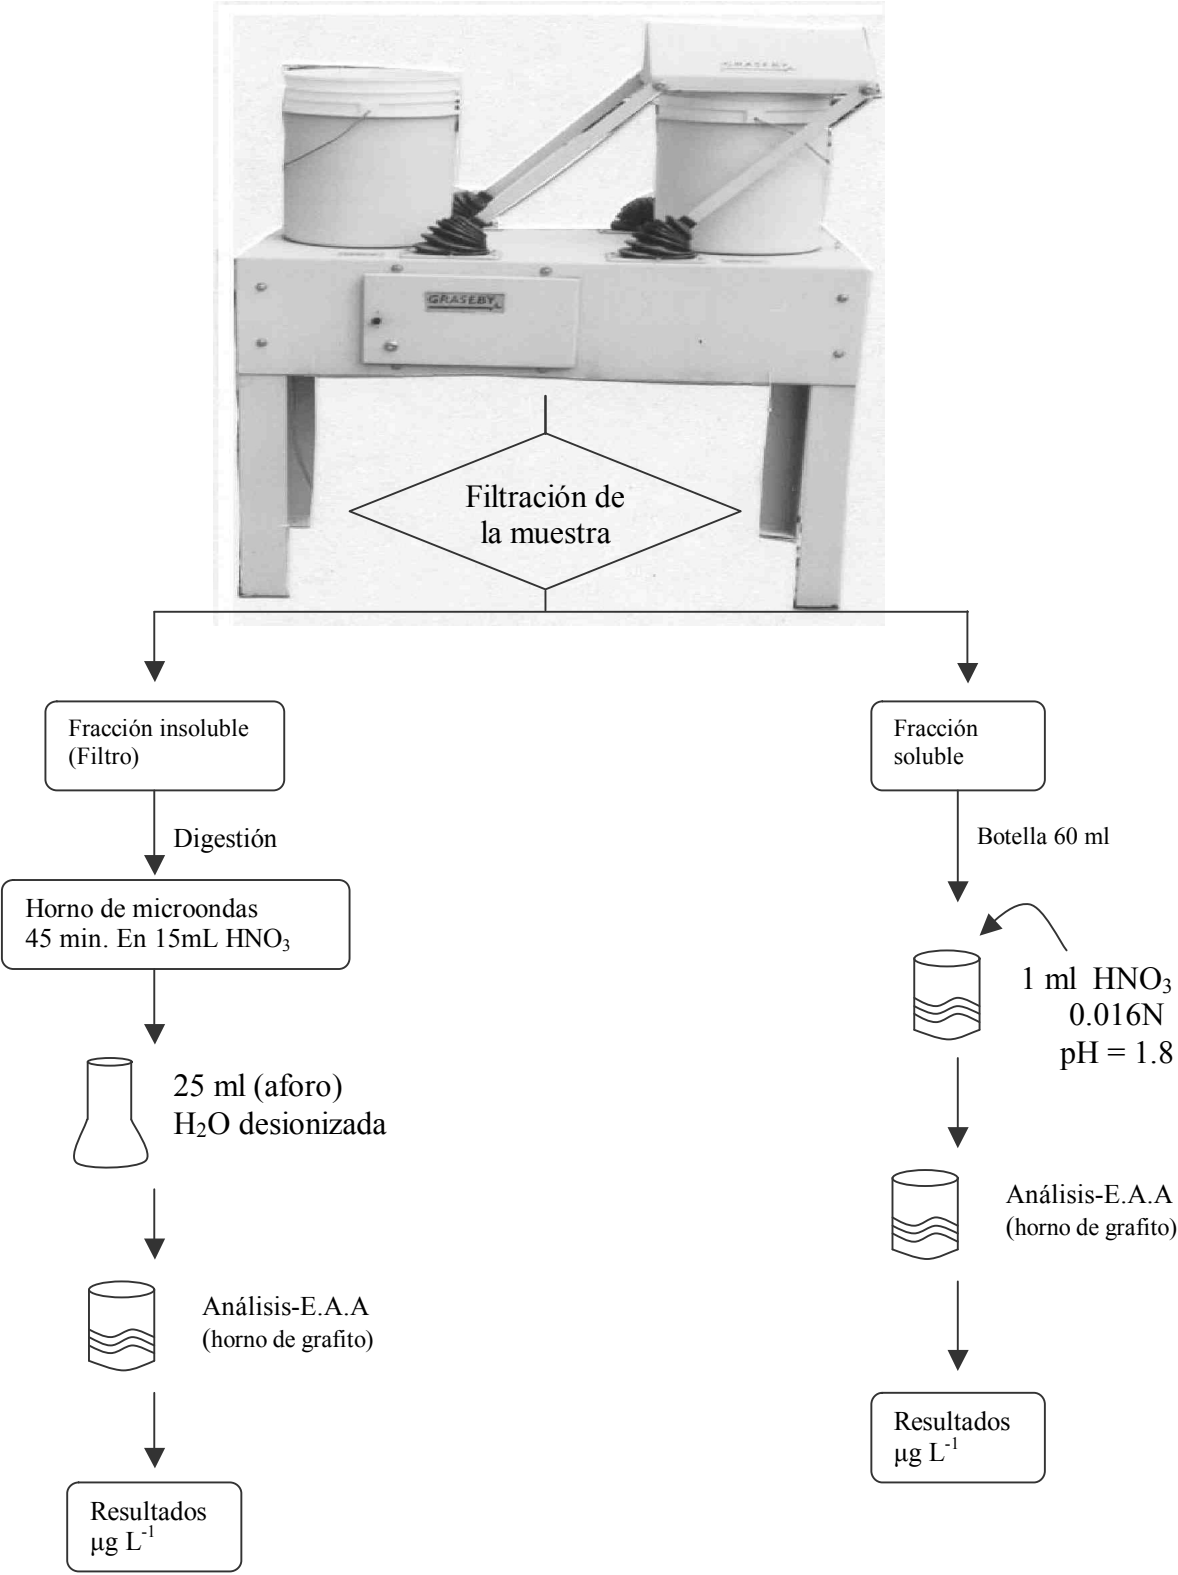 GRASEBY
GRASEBY
Filtración de
la muestra
Fracción insoluble
(Filtro)
Digestión
Horno de microondas
45 min. En 15mL HNO₃
25 ml (aforo)
H₂O desionizada
Análisis-E.A.A
(horno de grafito)
Resultados
µg L⁻¹
Fracción
soluble
Botella 60 ml
1 ml  HNO₃
0.016N
pH = 1.8
Análisis-E.A.A
(horno de grafito)
Resultados
µg L⁻¹